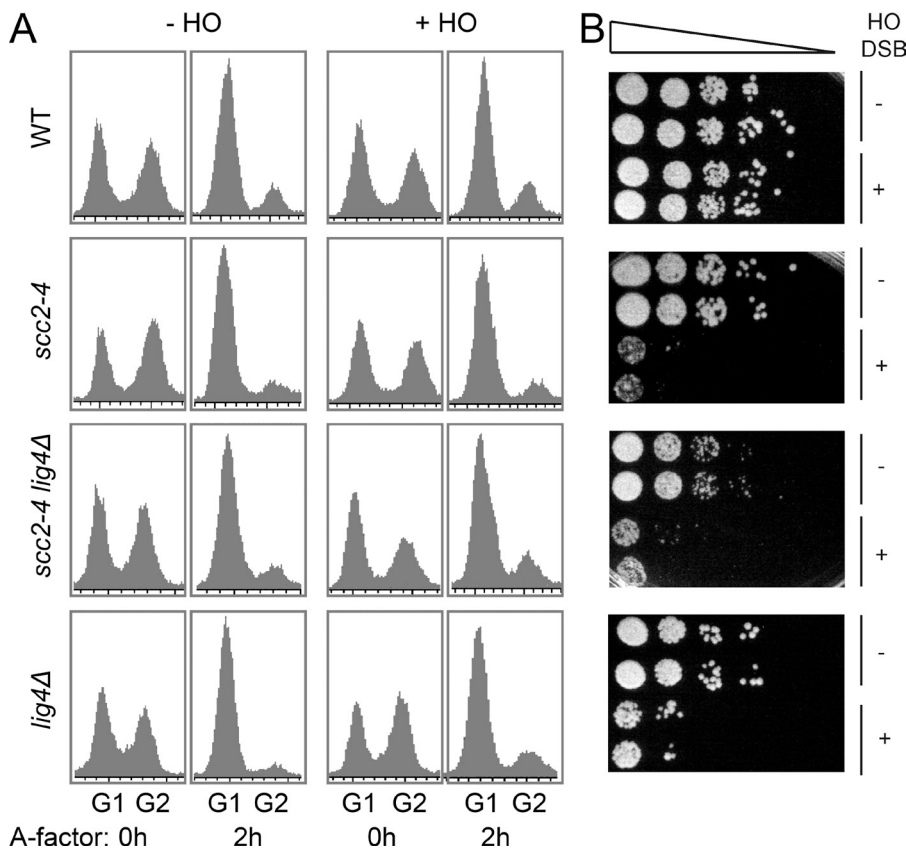 A
- HO
+ HO
B
HO
DSB
WT
-
+
scc2-4
-
+
scc2-4 lig4Δ
-
+
lig4Δ
-
+
G1 G2 G1 G2 G1 G2 G1 G2
A-factor: 0h 2h 0h 2h